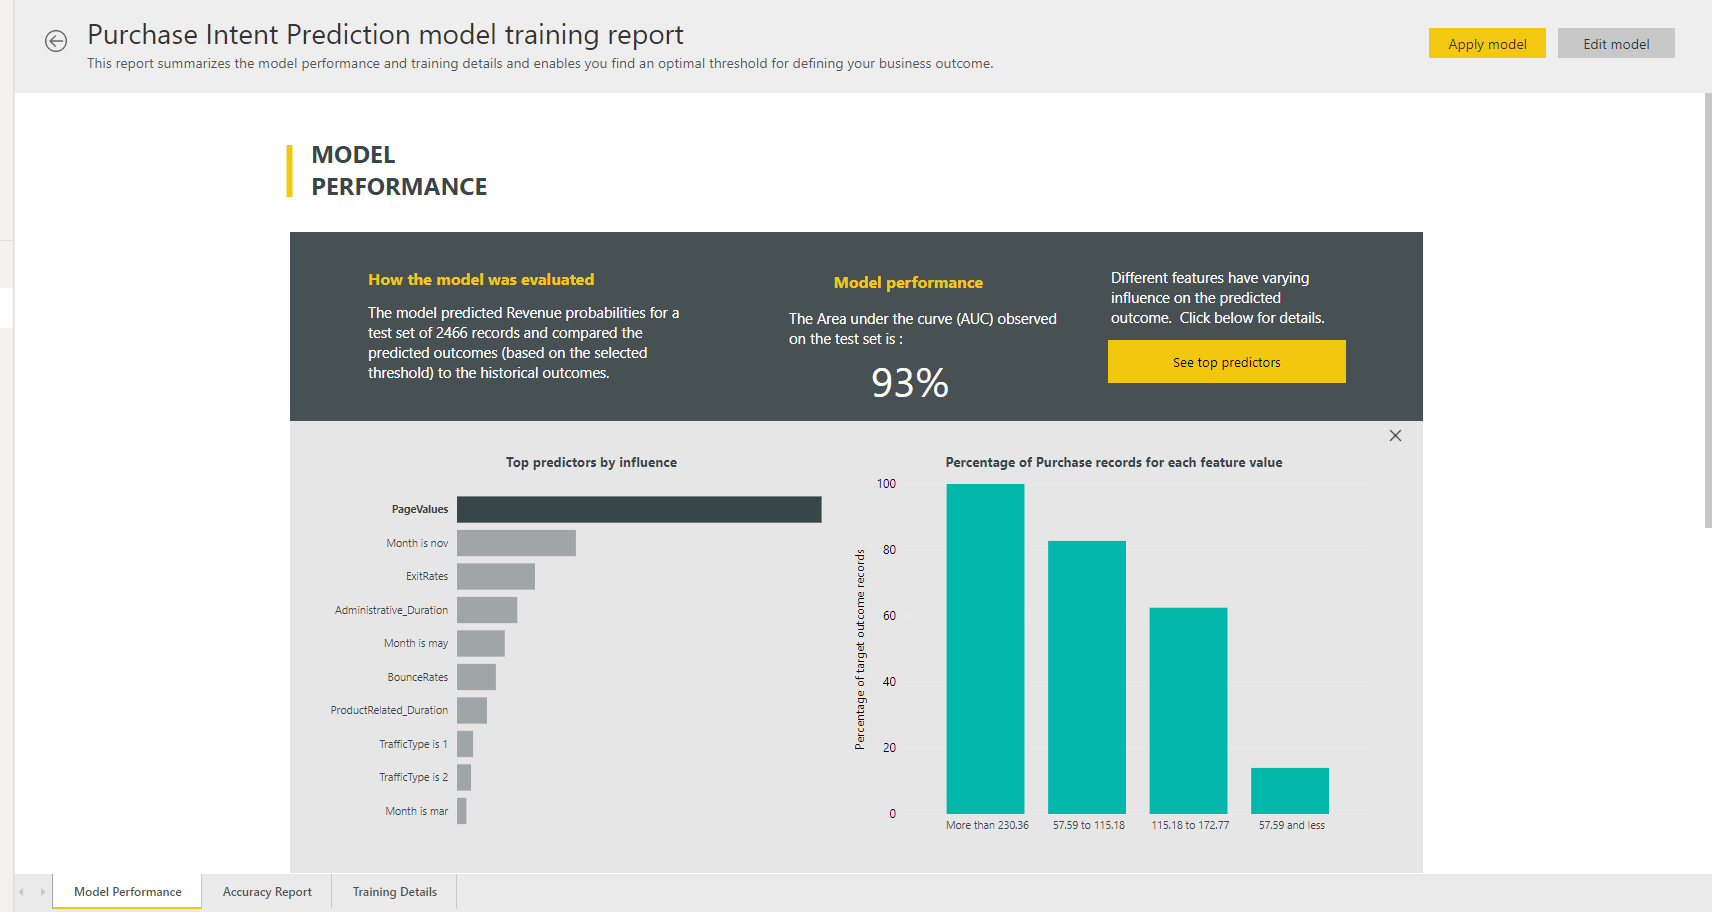 Purchase Intent Prediction model training report
This report summarizes the model performance and training details and enables you find an optimal threshold for defining your business outcome.
Apply model
Edit model
MODEL
PERFORMANCE
How the model was evaluated
The model predicted Revenue probabilities for a
test set of 2466 records and compared the
predicted outcomes (based on the selected
threshold) to the historical outcomes.
Model performance
The Area under the curve (AUC) observed
on the test set is :
93%
Different features have varying
influence on the predicted
outcome.  Click below for details.
See top predictors
Top predictors by influence
PageValues
Month is nov
ExitRates
Administrative_Duration
Month is may
BounceRates
ProductRelated_Duration
TrafficType is 1
TrafficType is 2
Month is mar
Percentage of Purchase records for each feature value
Percentage of target outcome records
100
80
60
40
20
0
More than 230.36
57.59 to 115.18
115.18 to 172.77
57.59 and less
Model Performance
Accuracy Report
Training Details